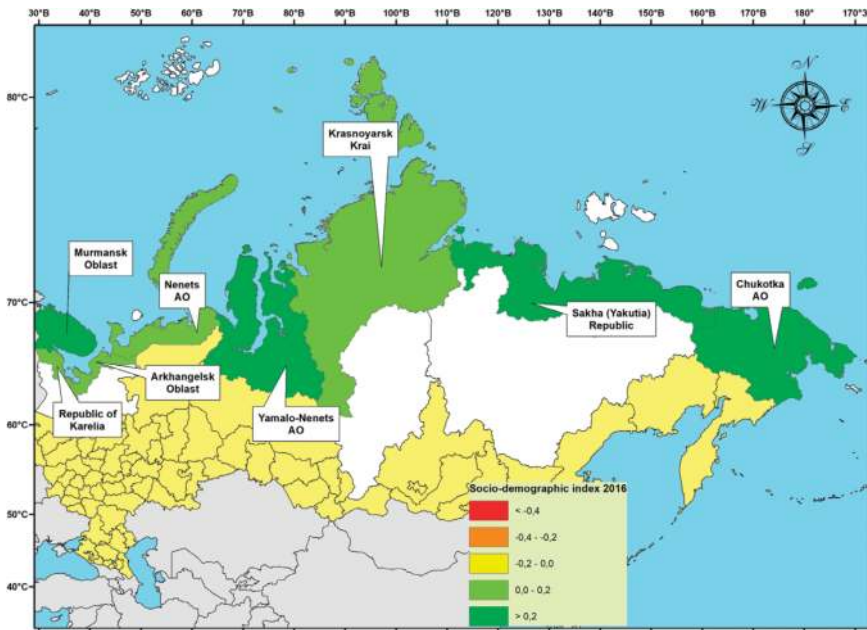 30°B 40°B 50°B 60°B 70°B 80°B 90°B 100°B 110°B 120°B 130°B 140°B 150°B 160°B 170°B 180° 170°3
80°C
70°C
60°C
50°C
40°C
N
W E
S
Krasnoyarsk
Krai
Murmansk
Oblast
Nenets
AO
Chukotka
AO
Sakha (Yakutia)
Republic
Arkhangelsk
Oblast
Republic of
Karelia
Yamalo-Nenets
AO
Socio-demographic index 2016
< -0,4
-0,4 - -0,2
-0,2 - 0,0
0,0 - 0,2
> 0,2